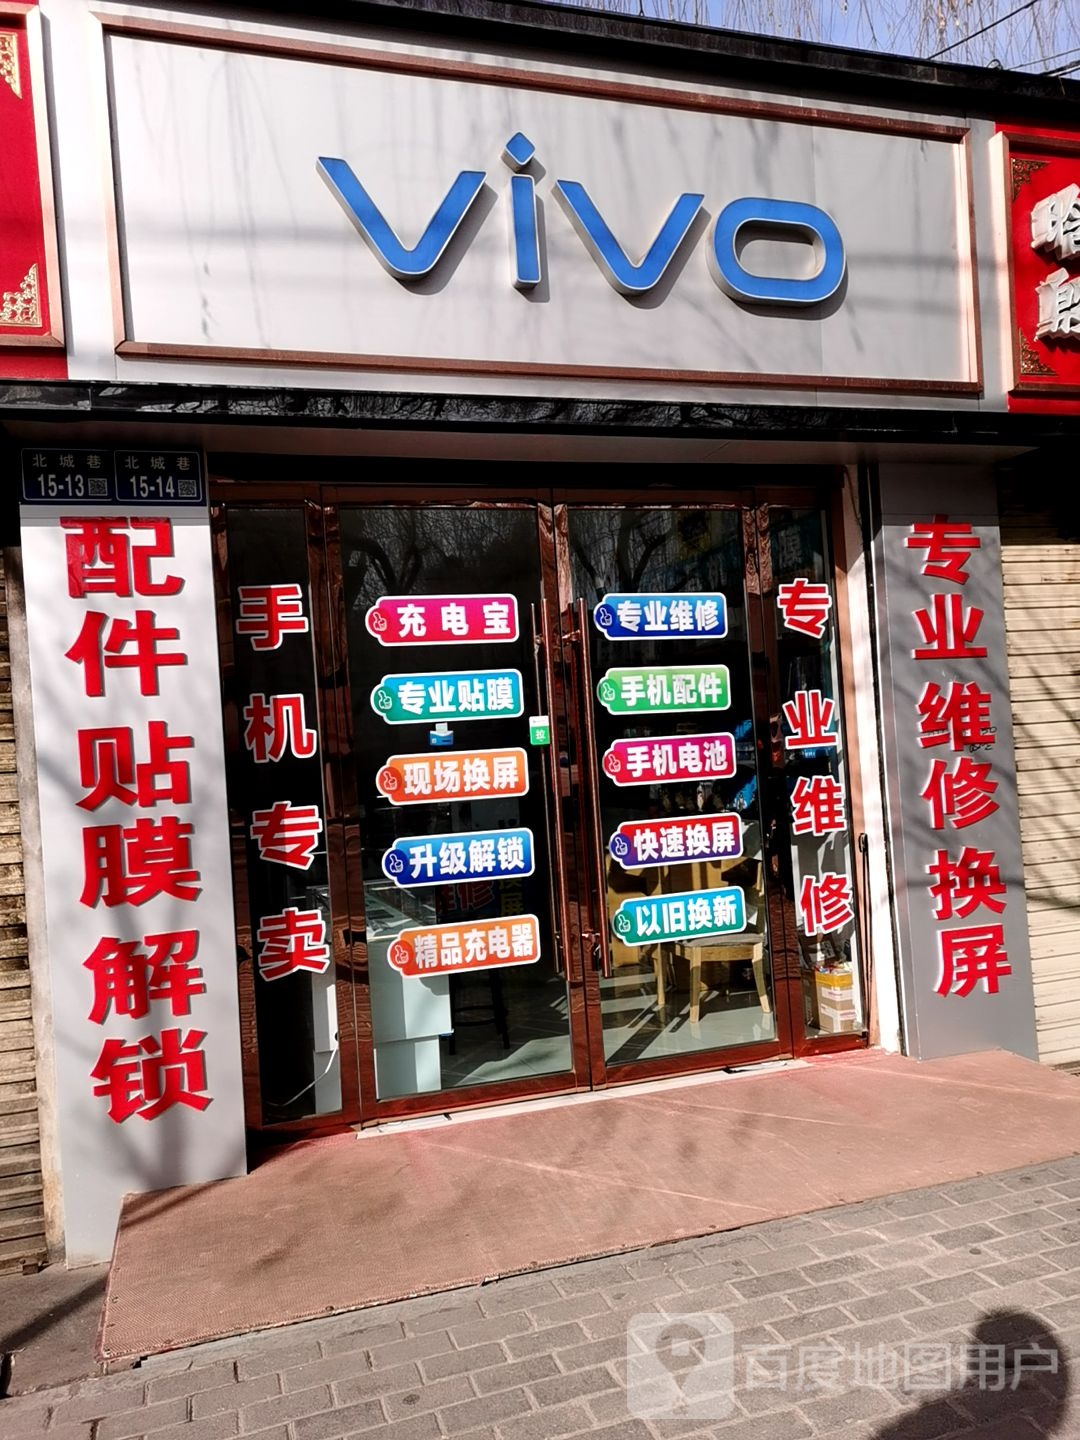 vivo
北城巷
15-13
北城巷
15-14
配件贴膜解锁
手机专卖
充电宝
专业贴膜
现场换屏
升级解锁
精品充电器
专业维修
手机配件
手机电池
快速换屏
以旧换新
专业维修
专业维修换屏
百度地图用户